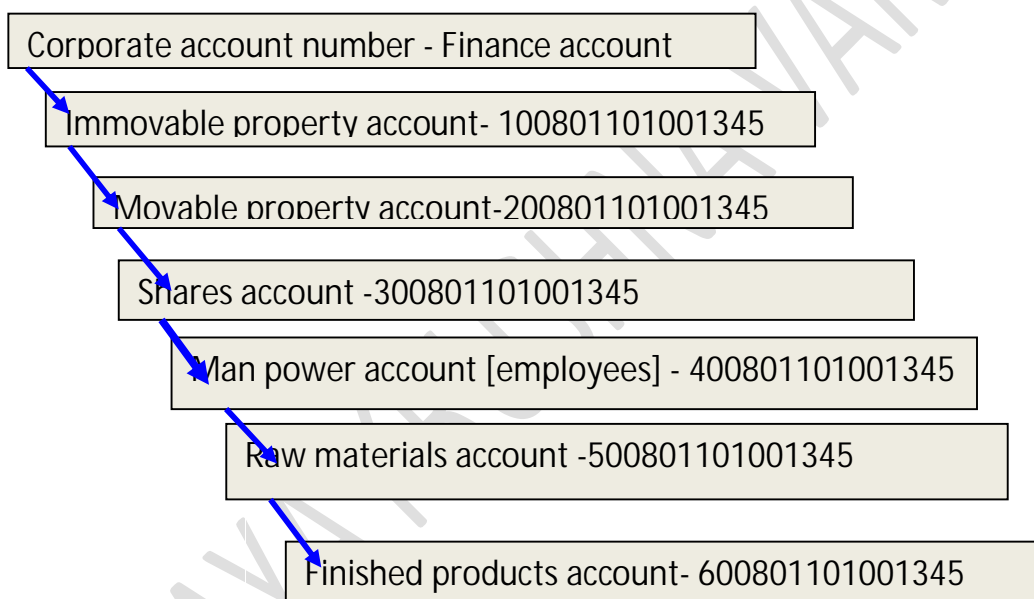 Corporate account number - Finance account
Immovable property account- 100801101001345
Movable property account-200801101001345
Shares account -300801101001345
Man power account [employees] - 400801101001345
Raw materials account -500801101001345
Finished products account- 600801101001345